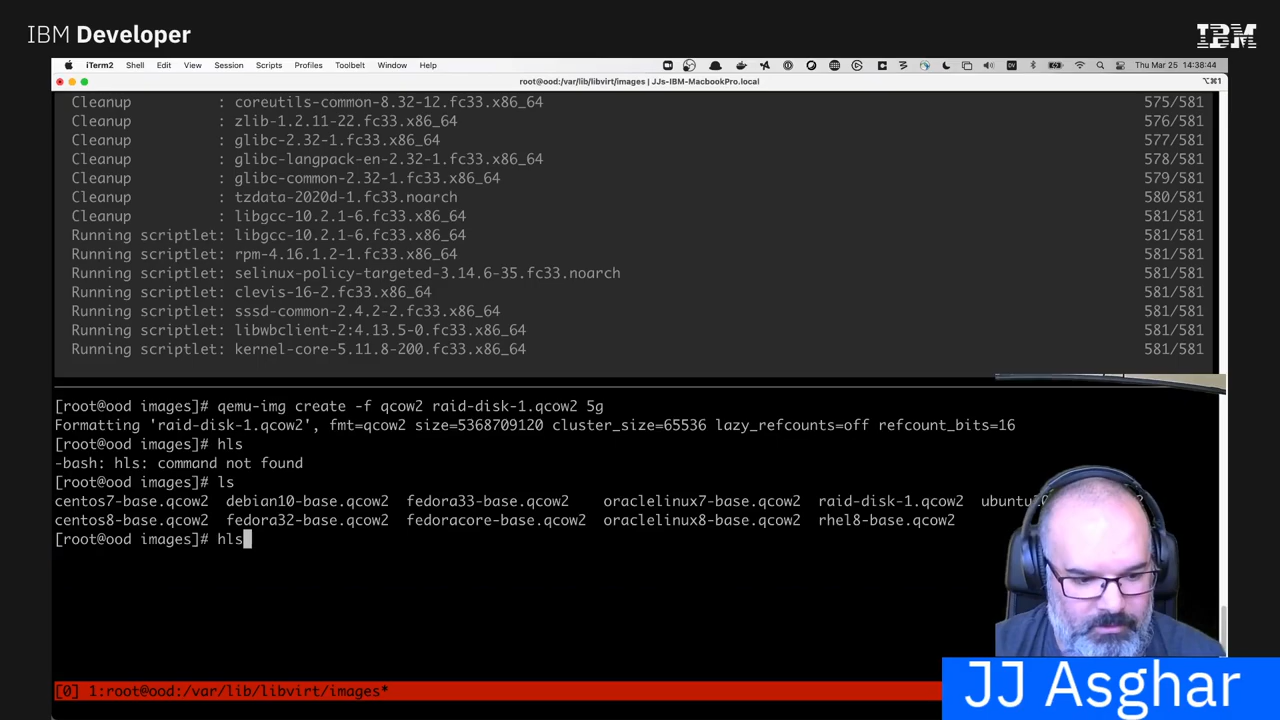 IBM Developer
IBM
iTerm2 Shell Edit View Session Scripts Profiles Toolbelt Window Help Thu Mar 25 14:38:44
root@ood:/var/lib/libvirt/images | JJs-IBM-MacbookPro.local ⌥⌘1
Cleanup : coreutils-common-8.32-12.fc33.x86_64 575/581
Cleanup : zlib-1.2.11-22.fc33.x86_64 576/581
Cleanup : glibc-2.32-1.fc33.x86_64 577/581
Cleanup : glibc-langpack-en-2.32-1.fc33.x86_64 578/581
Cleanup : glibc-common-2.32-1.fc33.x86_64 579/581
Cleanup : tzdata-2020d-1.fc33.noarch 580/581
Cleanup : libgcc-10.2.1-6.fc33.x86_64 581/581
Running scriptlet: libgcc-10.2.1-6.fc33.x86_64 581/581
Running scriptlet: rpm-4.16.1.2-1.fc33.x86_64 581/581
Running scriptlet: selinux-policy-targeted-3.14.6-35.fc33.noarch 581/581
Running scriptlet: clevis-16-2.fc33.x86_64 581/581
Running scriptlet: sssd-common-2.4.2-2.fc33.x86_64 581/581
Running scriptlet: libwbclient-2:4.13.5-0.fc33.x86_64 581/581
Running scriptlet: kernel-core-5.11.8-200.fc33.x86_64 581/581
[root@ood images]# qemu-img create -f qcow2 raid-disk-1.qcow2 5g
Formatting 'raid-disk-1.qcow2', fmt=qcow2 size=5368709120 cluster_size=65536 lazy_refcounts=off refcount_bits=16
[root@ood images]# hls
-bash: hls: command not found
[root@ood images]# ls
centos7-base.qcow2 debian10-base.qcow2 fedora33-base.qcow2 oraclelinux7-base.qcow2 raid-disk-1.qcow2
centos8-base.qcow2 fedora32-base.qcow2 fedoracore-base.qcow2 oraclelinux8-base.qcow2 rhel8-base.qcow2
[root@ood images]# hls
[0] 1:root@ood:/var/lib/libvirt/images*
JJ Asghar